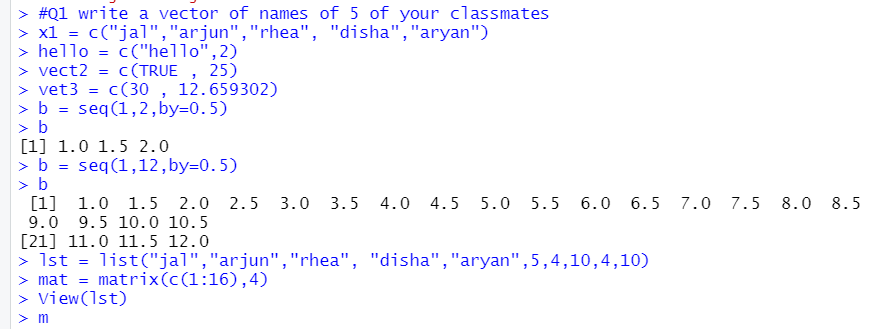 > #Q1 write a vector of names of 5 of your classmates
> x1 = c("jal","arjun","rhea", "disha","aryan")
> hello = c("hello",2)
> vect2 = c(TRUE , 25)
> vet3 = c(30 , 12.659302)
> b = seq(1,2,by=0.5)
> b
[1] 1.0 1.5 2.0
> b = seq(1,12,by=0.5)
> b
 [1]  1.0  1.5  2.0  2.5  3.0  3.5  4.0  4.5  5.0  5.5  6.0  6.5  7.0  7.5  8.0  8.5
 9.0  9.5 10.0 10.5
[21] 11.0 11.5 12.0
> lst = list("jal","arjun","rhea", "disha","aryan",5,4,10,4,10)
> mat = matrix(c(1:16),4)
> View(lst)
> m